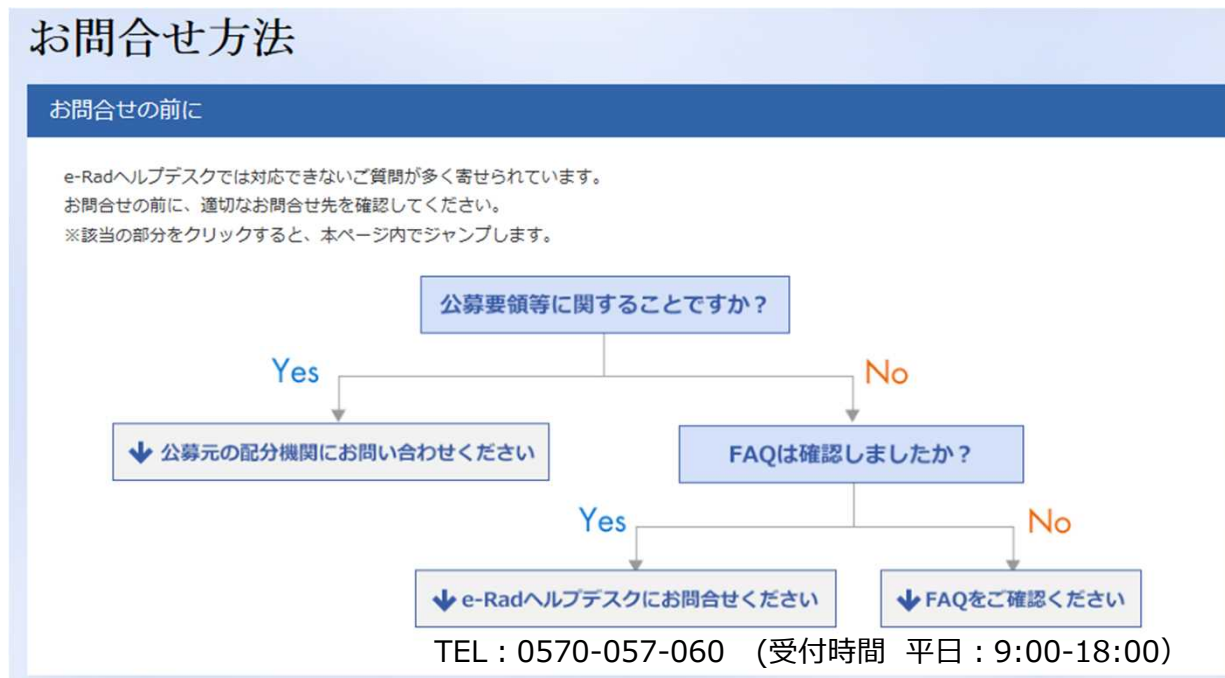 お問合せ方法
お問合せの前に
e-Radヘルプデスクでは対応できないご質問が多く寄せられています。
お問合せの前に、適切なお問合せ先を確認してください。
※該当の部分をクリックすると、本ページ内でジャンプします。
公募要領等に関することですか？
Yes
No
公募元の配分機関にお問い合わせください
FAQは確認しましたか？
Yes
No
e-Radヘルプデスクにお問合せください
FAQをご確認ください
TEL：0570-057-060 (受付時間 平日：9:00-18:00)